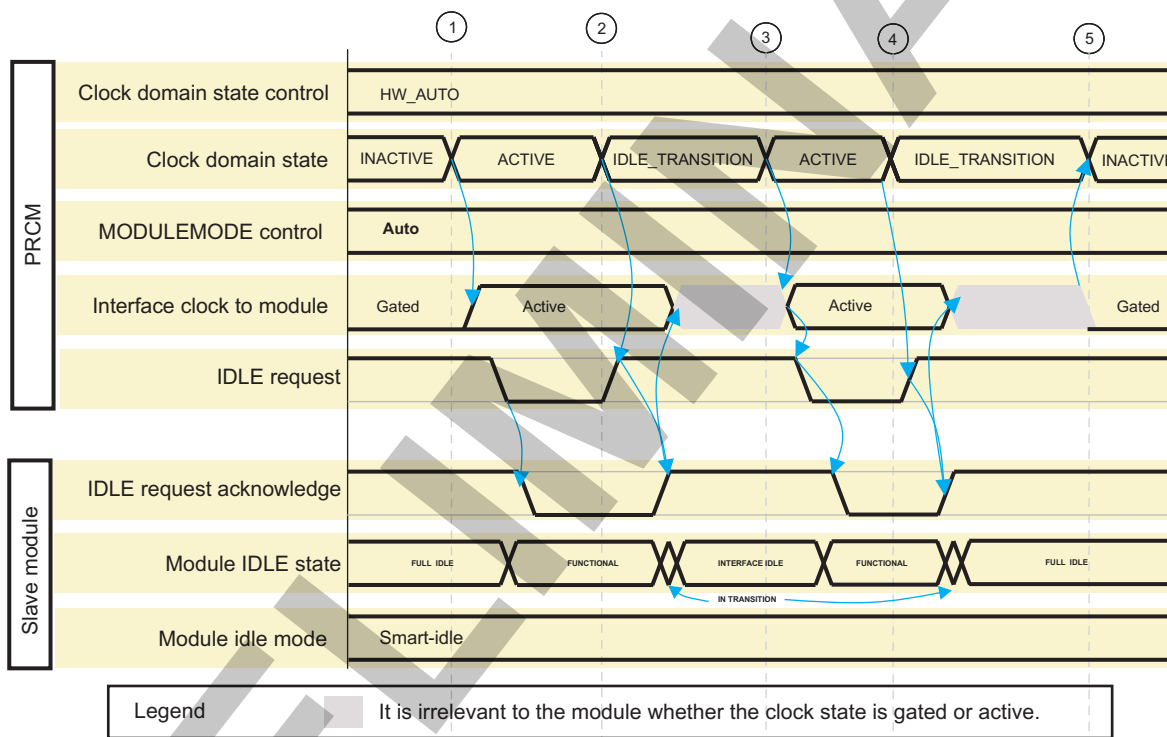 1 2 3 4 5
PRCM
Clock domain state control HW_AUTO
Clock domain state INACTIVE ACTIVE IDLE_TRANSITION ACTIVE IDLE_TRANSITION INACTIVE
MODULEMODE control Auto
Interface clock to module Gated Active Active Gated
IDLE request
Slave module
IDLE request acknowledge
Module IDLE state FULL IDLE FUNCTIONAL INTERFACE IDLE FUNCTIONAL FULL IDLE
IN TRANSITION
Module idle mode Smart-idle
Legend It is irrelevant to the module whether the clock state is gated or active.